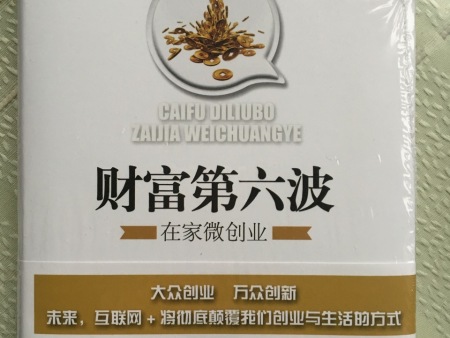 CAIFU DILIUBO
ZAIJIA WEICHUANGYE
财富第六波
在家微创业
大众创业 万众创新
未来，互联网+将彻底颠覆我们创业与生活的方式